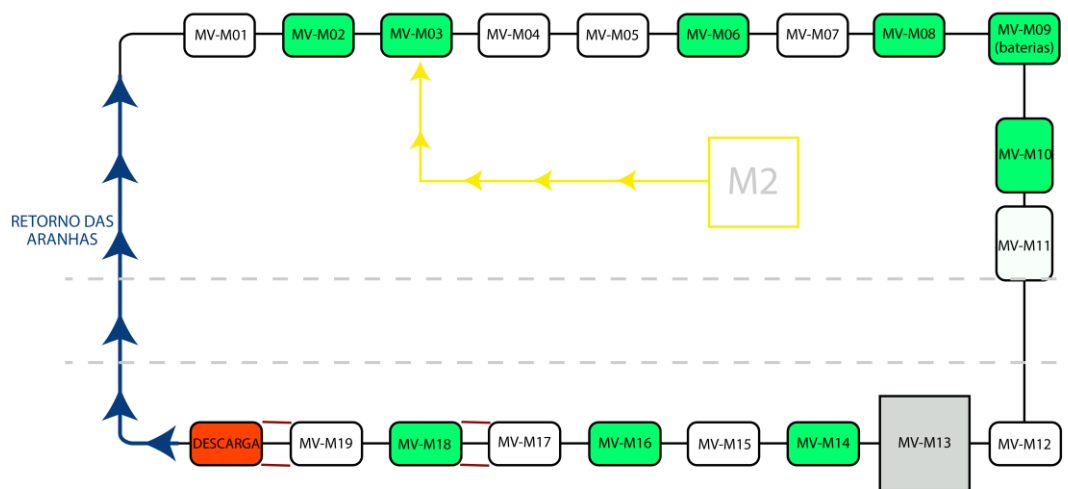 MV-M01
MV-M02
MV-M03
MV-M04
MV-M05
MV-M06
MV-M07
MV-M08
MV-M09
(baterias)
MV-M10
M2
RETORNO DAS
ARANHAS
MV-M11
DESCARGA
MV-M19
MV-M18
MV-M17
MV-M16
MV-M15
MV-M14
MV-M13
MV-M12